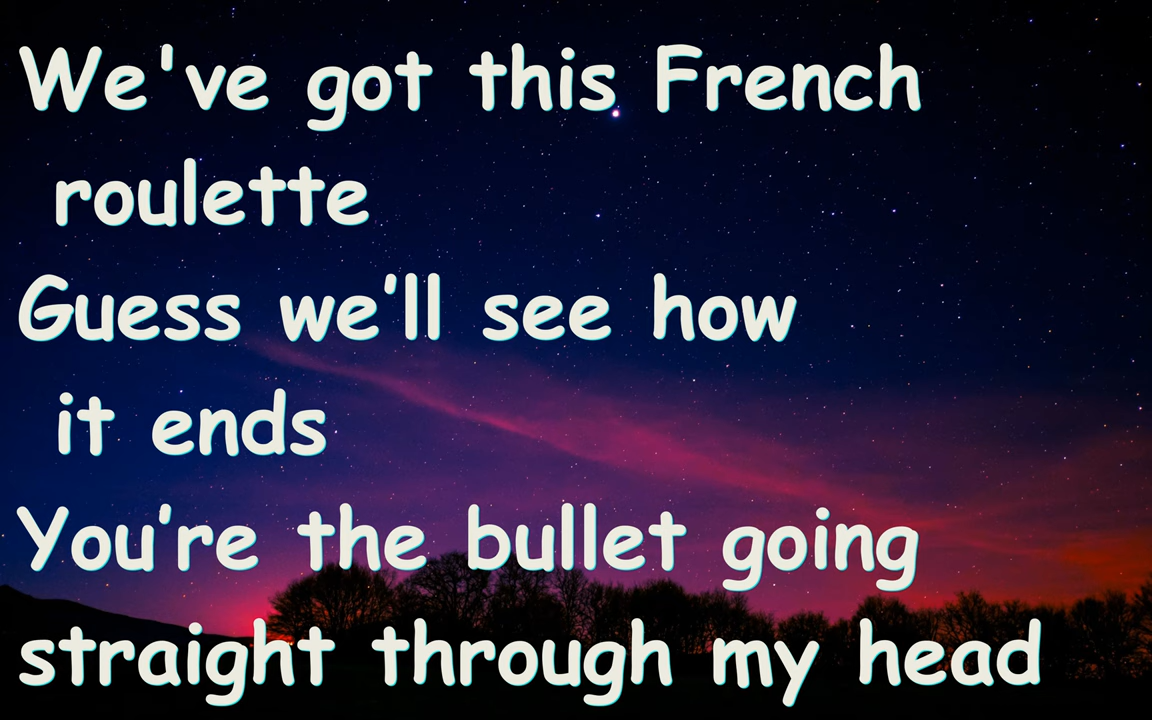 We've got this French
roulette
Guess we’ll see how
it ends
You’re the bullet going
straight through my head